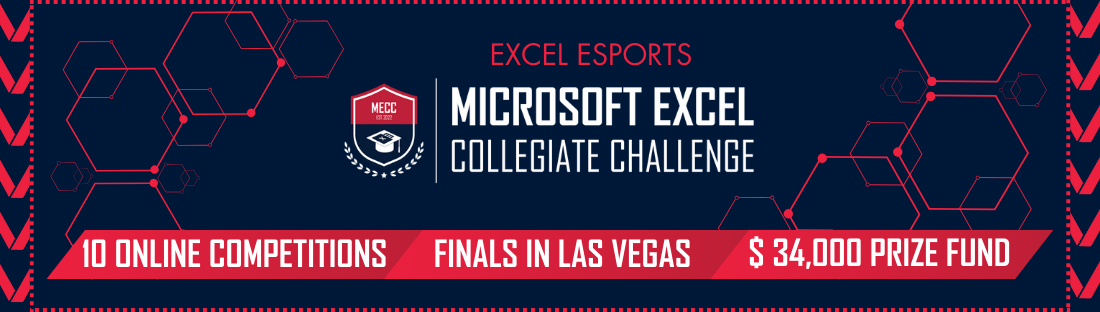 EXCEL ESPORTS
MECC
EST 2022
MICROSOFT EXCEL
COLLEGIATE CHALLENGE
10 ONLINE COMPETITIONS
FINALS IN LAS VEGAS
$ 34,000 PRIZE FUND